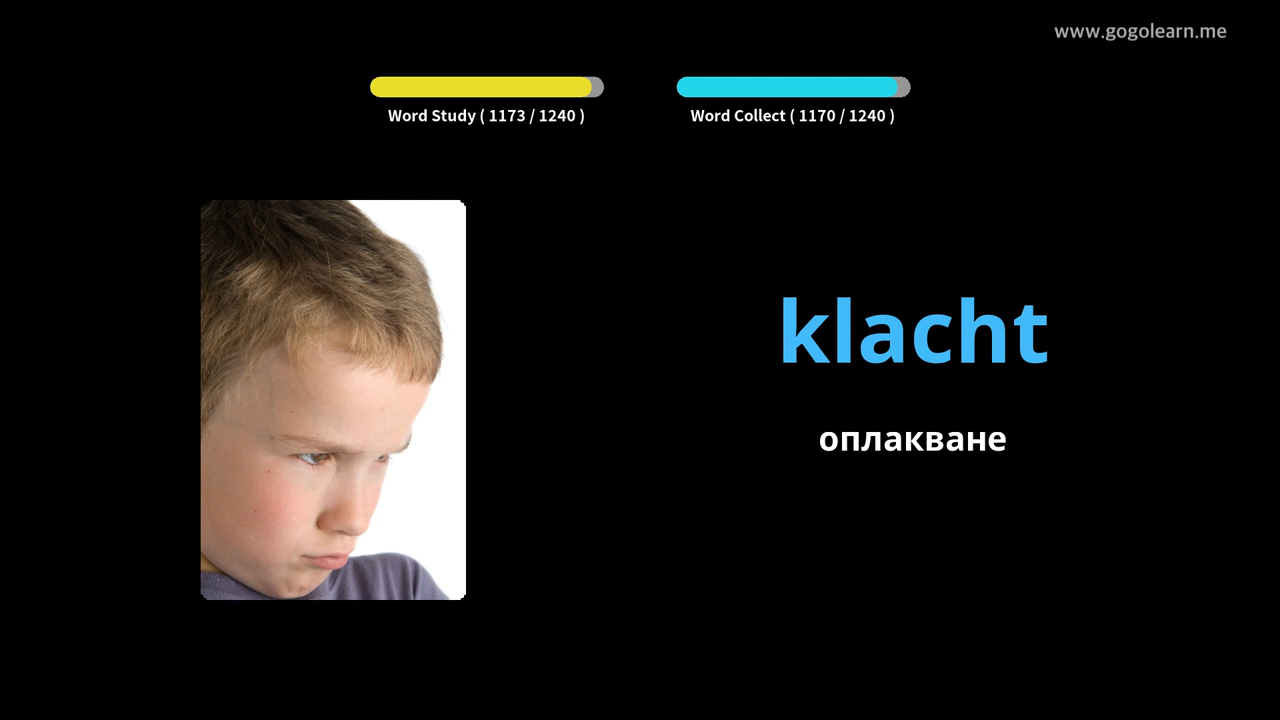 www.gogolearn.me
Word Study ( 1173 / 1240 )
Word Collect ( 1170 / 1240 )
klacht
оплакване